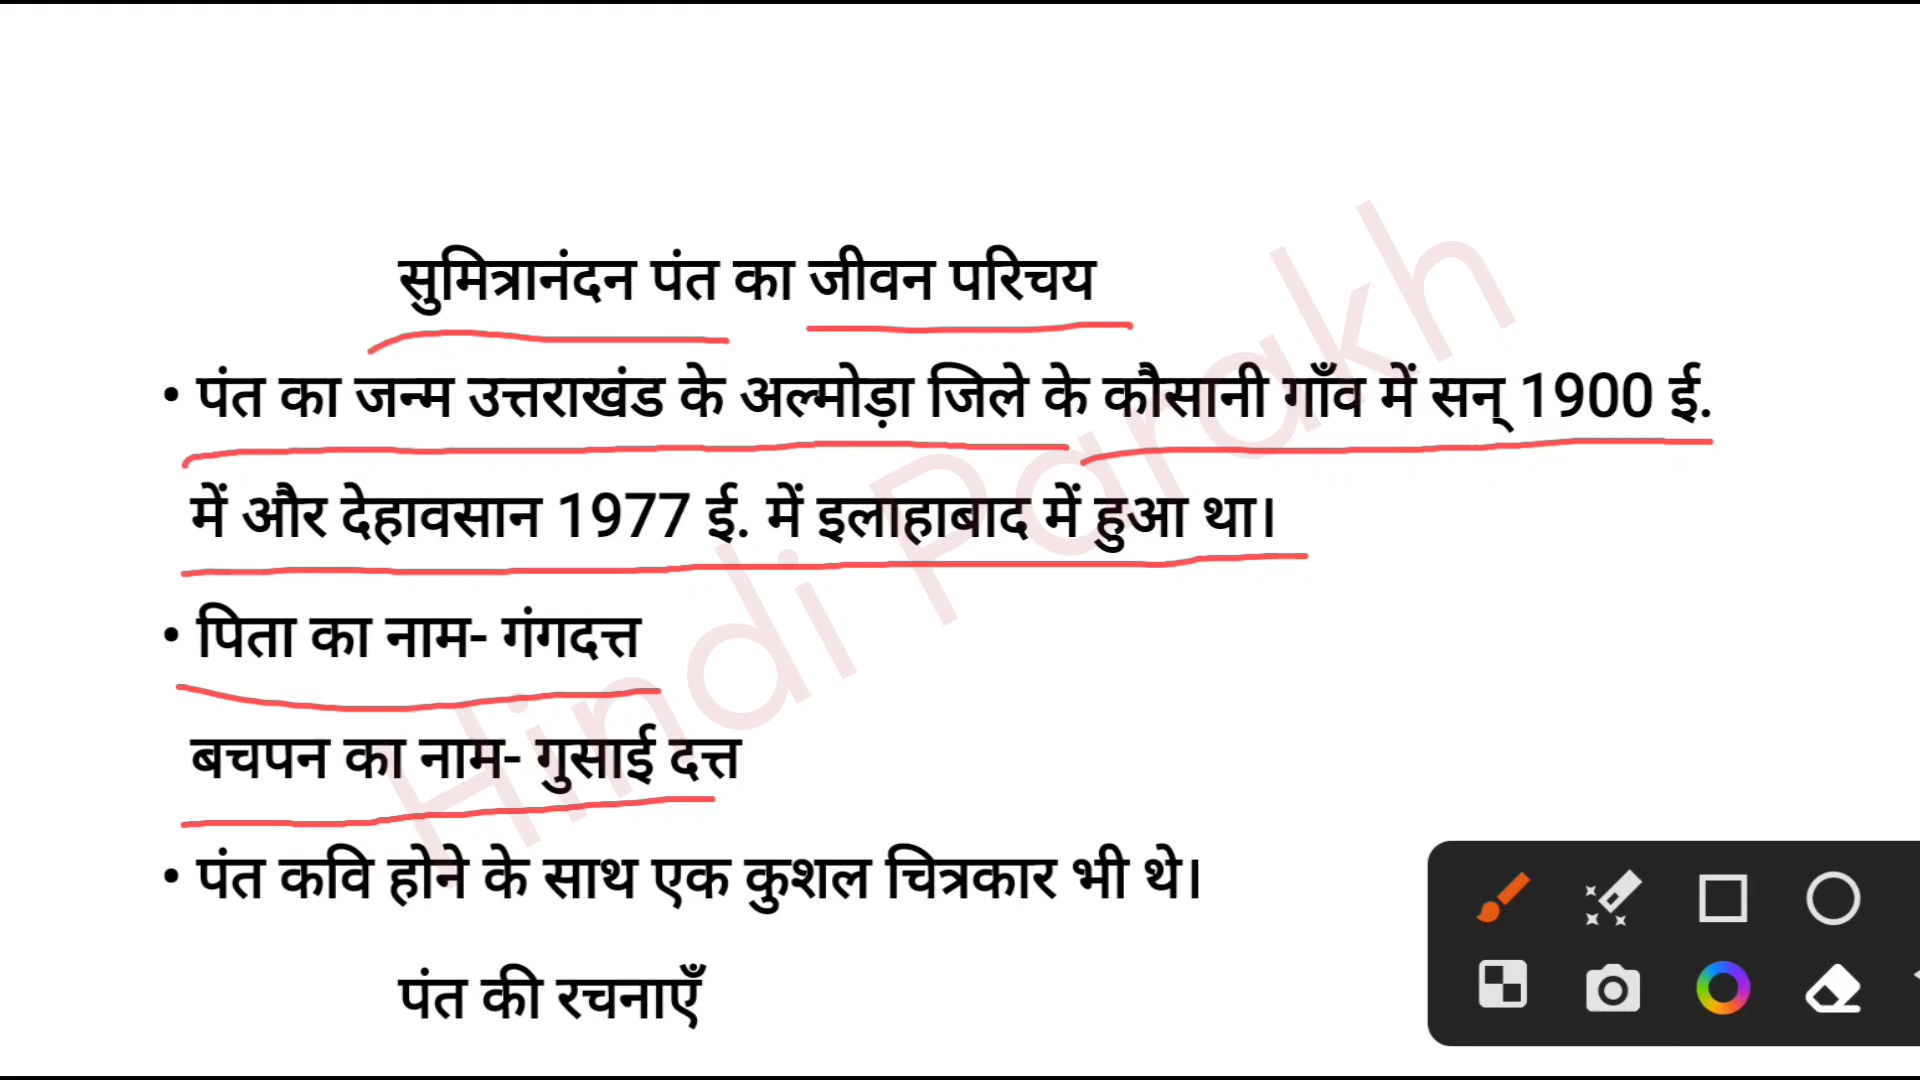 सुमित्रानंदन पंत का जीवन परिचय
• पंत का जन्म उत्तराखंड के अल्मोड़ा जिले के कौसानी गाँव में सन् 1900 ई.
में और देहावसान 1977 ई. में इलाहाबाद में हुआ था।
• पिता का नाम- गंगदत्त
बचपन का नाम- गुसाई दत्त
• पंत कवि होने के साथ एक कुशल चित्रकार भी थे।
पंत की रचनाएँ
Hindi Parakh